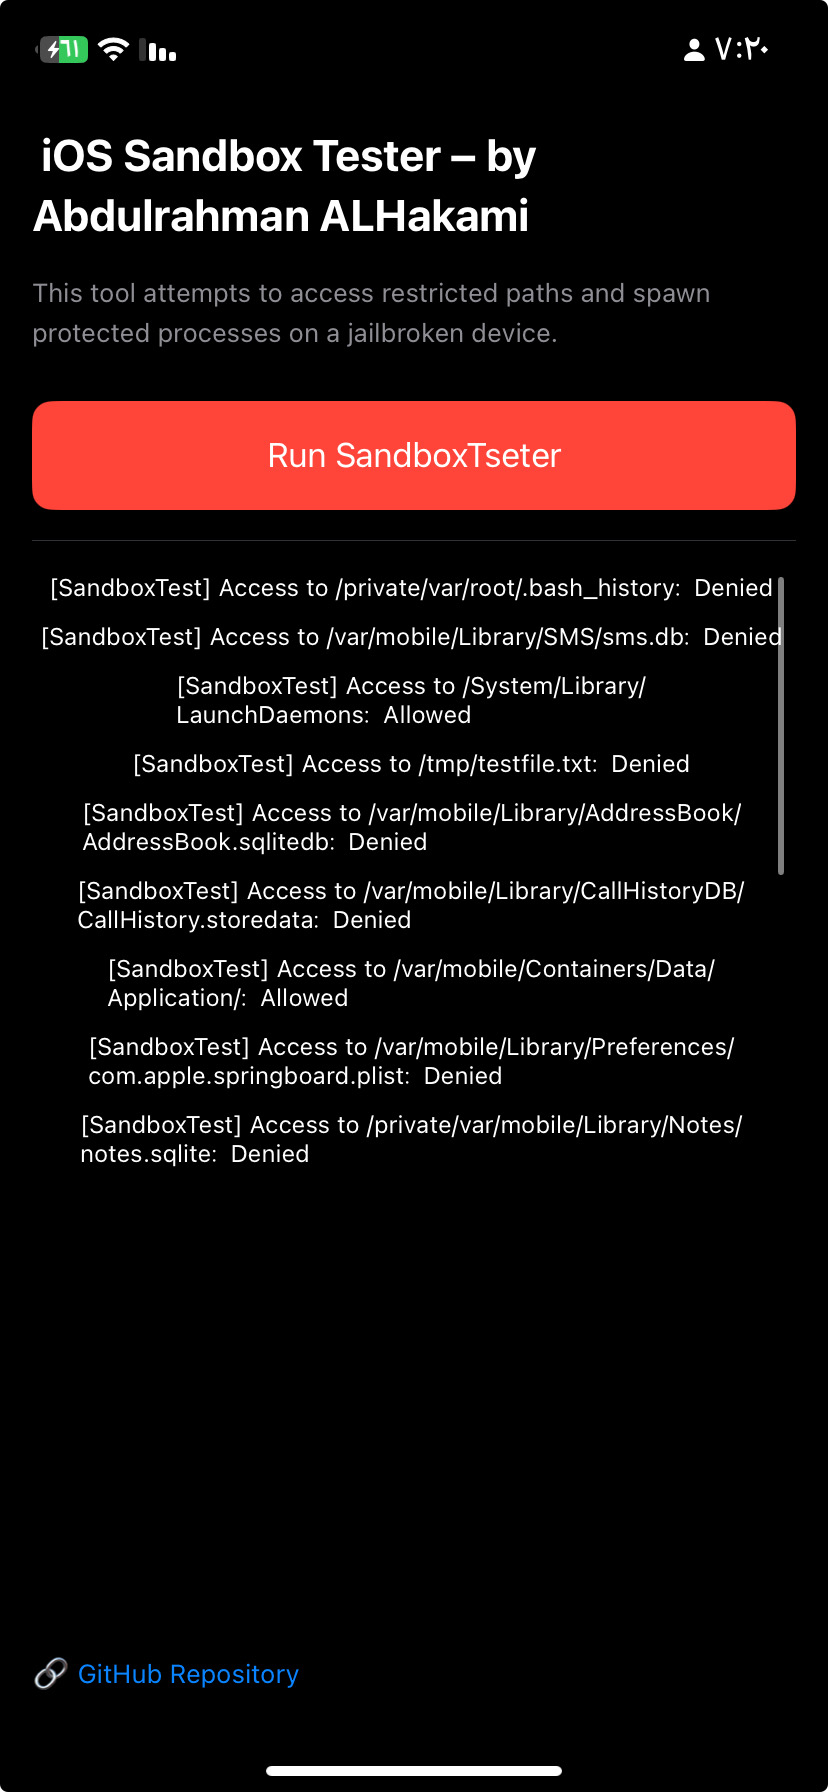 ٦١
٧:٢٠
iOS Sandbox Tester – by
Abdulrahman ALHakami
This tool attempts to access restricted paths and spawn
protected processes on a jailbroken device.
Run SandboxTseter
[SandboxTest] Access to /private/var/root/.bash_history: Denied
[SandboxTest] Access to /var/mobile/Library/SMS/sms.db: Denied
[SandboxTest] Access to /System/Library/
LaunchDaemons: Allowed
[SandboxTest] Access to /tmp/testfile.txt: Denied
[SandboxTest] Access to /var/mobile/Library/AddressBook/
AddressBook.sqlitedb: Denied
[SandboxTest] Access to /var/mobile/Library/CallHistoryDB/
CallHistory.storedata: Denied
[SandboxTest] Access to /var/mobile/Containers/Data/
Application/: Allowed
[SandboxTest] Access to /var/mobile/Library/Preferences/
com.apple.springboard.plist: Denied
[SandboxTest] Access to /private/var/mobile/Library/Notes/
notes.sqlite: Denied
GitHub Repository